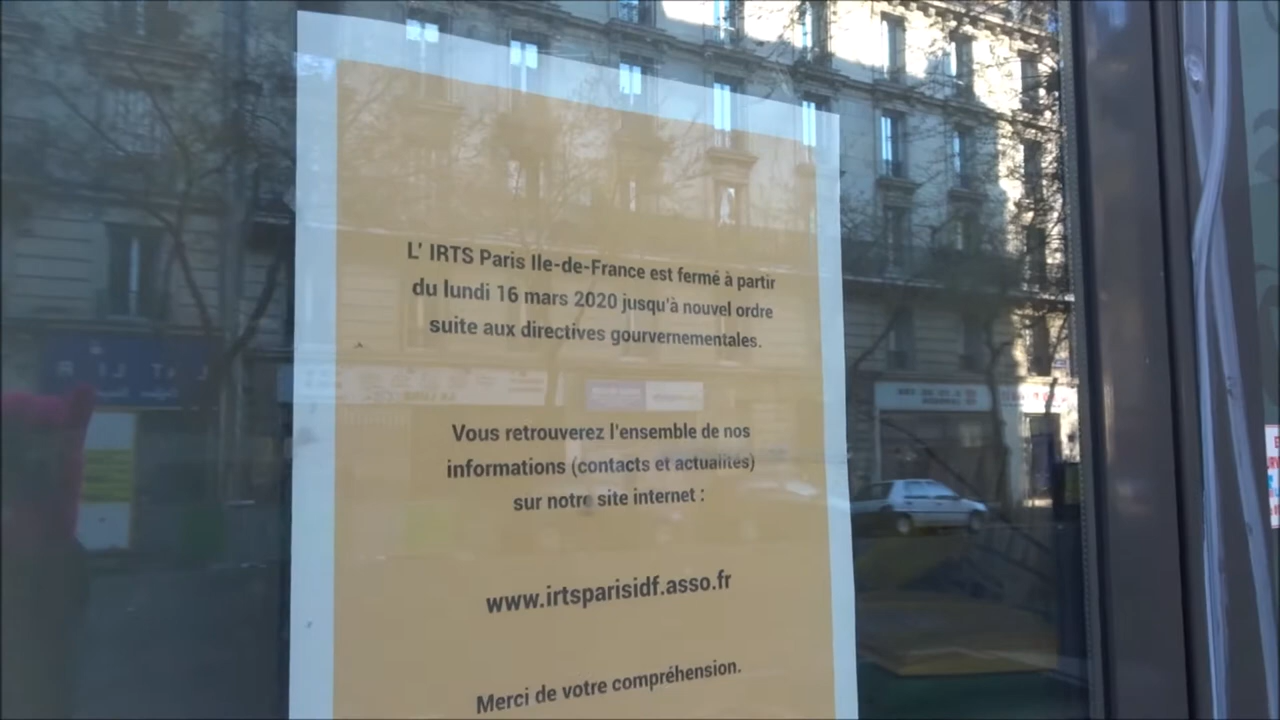 L' IRTS Paris Ile-de-France est fermé à partir
du lundi 16 mars 2020 jusqu'à nouvel ordre
suite aux directives gourvernementales.
Vous retrouverez l'ensemble de nos
informations (contacts et actualités)
sur notre site internet :
www.irtsparisidf.asso.fr
Merci de votre compréhension.